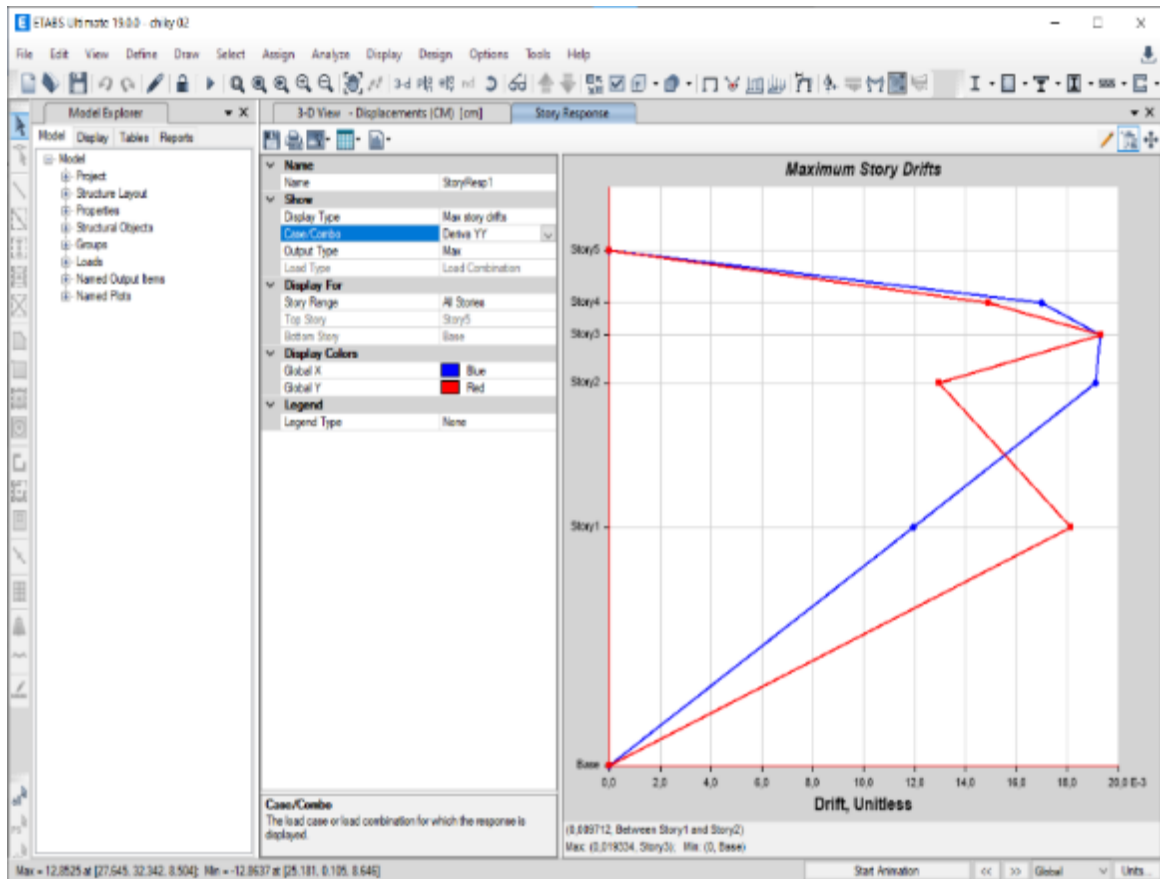 ETABS Ultimate 19.0.0 - chiky 02
File Edit View Define Draw Select Assign Analyze Display Design Options Tools Help
3-d
nd
Model Explorer
3-D View - Displacements (CM) [cm]
Story Response
Model Display Tables Reports
Model
Project
Structure Layout
Properties
Structural Objects
Groups
Loads
Named Output Items
Named Plots
Name
Name StoryResp1
Show
Display Type Max story drifts
Case/Combo Deriva YY
Output Type Max
Load Type Load Combination
Display For
Story Range All Stories
Top Story Story5
Bottom Story Base
Display Colors
Global X Blue
Global Y Red
Legend
Legend Type None
Case/Combo
The load case or load combination for which the response is
displayed.
Maximum Story Drifts
Story5
Story4
Story3
Story2
Story1
Base
0,0 2,0 4,0 6,0 8,0 10,0 12,0 14,0 16,0 18,0 20,0 E-3
Drift, Unitless
(0,009712, Between Story1 and Story2)
Max: (0,019334, Story3); Min: (0, Base)
Max = 12,8525 at [27,645, 32,342, 8,504]; Min = -12,8637 at [25,181, 0,105, 8,646]
Start Animation << >> Global Units...